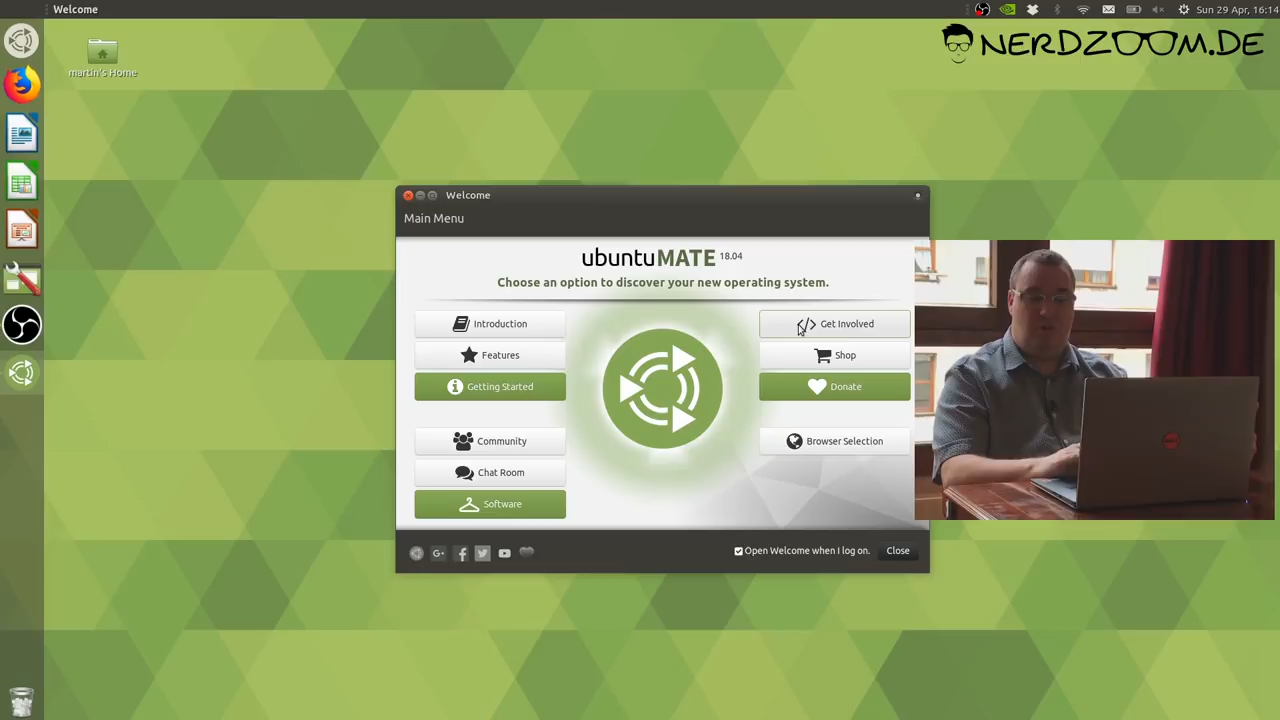 Welcome
Sun 29 Apr, 16:14
NERDZOOM.DE
martin's Home
Welcome
Main Menu
ubuntuMATE 18.04
Choose an option to discover your new operating system.
Introduction
Get Involved
Features
Shop
Getting Started
Donate
Community
Browser Selection
Chat Room
Software
G+
Open Welcome when I log on.
Close